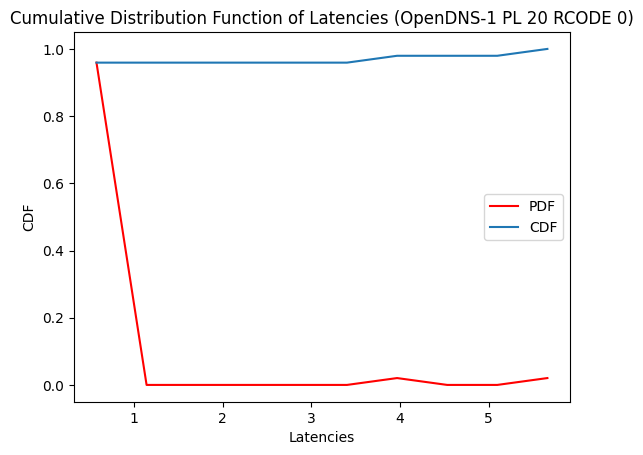 Cumulative Distribution Function of Latencies (OpenDNS-1 PL 20 RCODE 0)
1.0
0.8
0.6
0.4
0.2
0.0
CDF
PDF
CDF
1 2 3 4 5
Latencies